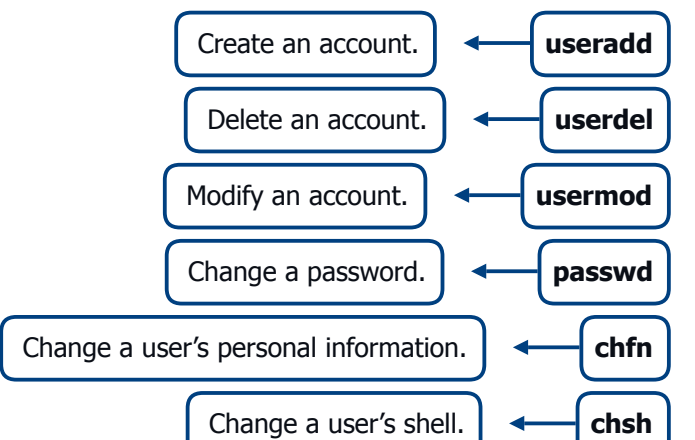 Create an account. useradd
Delete an account. userdel
Modify an account. usermod
Change a password. passwd
Change a user’s personal information. chfn
Change a user’s shell. chsh